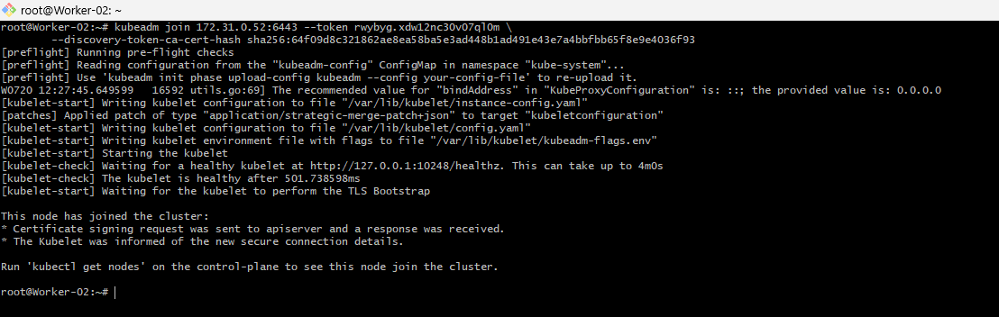 root@Worker-02: ~
root@Worker-02:~# kubeadm join 172.31.0.52:6443 --token rwybyg.xdw12nc30v07ql0m \
        --discovery-token-ca-cert-hash sha256:64f09d8c321862ae8ea58ba5e3ad448b1ad491e43e7a4bbfbb65f8e9e4036f93
[preflight] Running pre-flight checks
[preflight] Reading configuration from the "kubeadm-config" ConfigMap in namespace "kube-system"...
[preflight] Use 'kubeadm init phase upload-config kubeadm --config your-config-file' to re-upload it.
W0720 12:27:45.649599   16592 utils.go:69] The recommended value for "bindAddress" in "KubeProxyConfiguration" is: ::; the provided value is: 0.0.0.0
[kubelet-start] Writing kubelet configuration to file "/var/lib/kubelet/instance-config.yaml"
[patches] Applied patch of type "application/strategic-merge-patch+json" to target "kubeletconfiguration"
[kubelet-start] Writing kubelet configuration to file "/var/lib/kubelet/config.yaml"
[kubelet-start] Writing kubelet environment file with flags to file "/var/lib/kubelet/kubeadm-flags.env"
[kubelet-start] Starting the kubelet
[kubelet-check] Waiting for a healthy kubelet at http://127.0.0.1:10248/healthz. This can take up to 4m0s
[kubelet-check] The kubelet is healthy after 501.738598ms
[kubelet-start] Waiting for the kubelet to perform the TLS Bootstrap

This node has joined the cluster:
* Certificate signing request was sent to apiserver and a response was received.
* The Kubelet was informed of the new secure connection details.

Run 'kubectl get nodes' on the control-plane to see this node join the cluster.

root@Worker-02:~#